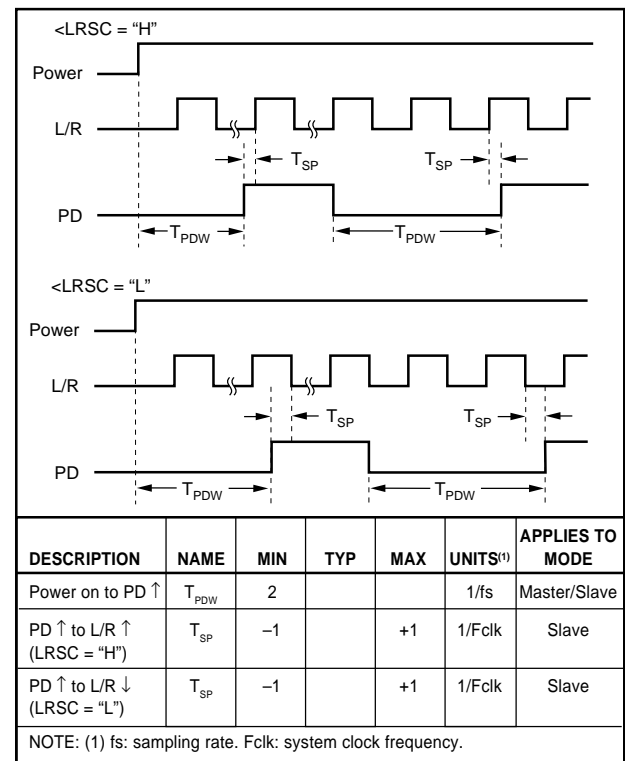 <LRSC = “H”
Power
L/R
T_SP T_SP
PD
T_PDW T_PDW
<LRSC = “L”
Power
L/R
T_SP T_SP
PD
T_PDW T_PDW
DESCRIPTION NAME MIN TYP MAX UNITS(1) APPLIES TO MODE
Power on to PD ↑ T_PDW 2 1/fs Master/Slave
PD ↑ to L/R ↑ (LRSC = “H”) T_SP –1 +1 1/Fclk Slave
PD ↑ to L/R ↓ (LRSC = “L”) T_SP –1 +1 1/Fclk Slave
NOTE: (1) fs: sampling rate. Fclk: system clock frequency.